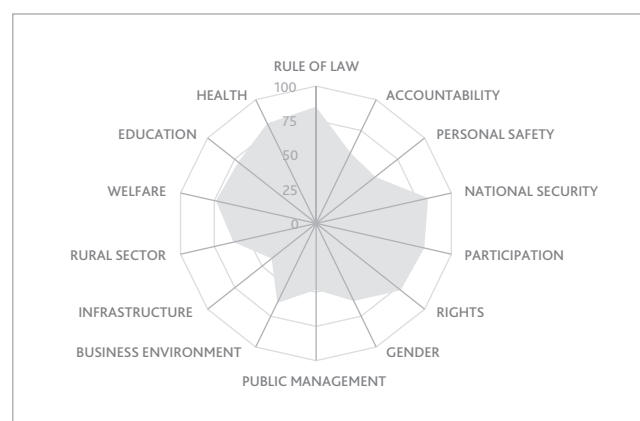 RULE OF LAW
100
HEALTH
ACCOUNTABILITY
75
EDUCATION
PERSONAL SAFETY
50
WELFARE
NATIONAL SECURITY
25
0
RURAL SECTOR
PARTICIPATION
INFRASTRUCTURE
RIGHTS
BUSINESS ENVIRONMENT
GENDER
PUBLIC MANAGEMENT